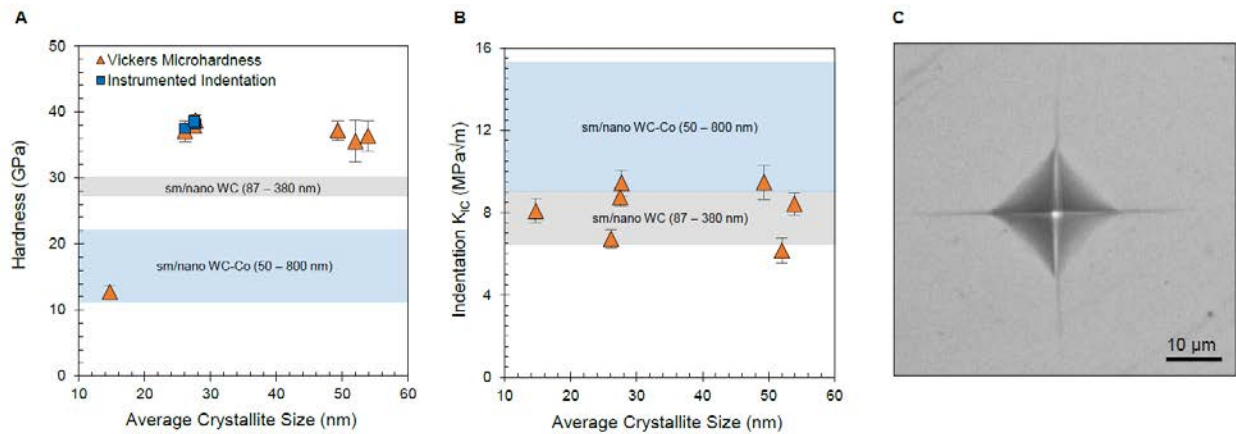 A
Hardness (GPa)
50
40
30
20
10
0
Vickers Microhardness
Instrumented Indentation
sm/nano WC (87 – 380 nm)
sm/nano WC-Co (50 – 800 nm)
10 20 30 40 50 60
Average Crystallite Size (nm)
B
Indentation KIC (MPa√m)
16
12
8
4
0
sm/nano WC-Co (50 – 800 nm)
sm/nano WC (87 – 380 nm)
10 20 30 40 50 60
Average Crystallite Size (nm)
C
10 µm